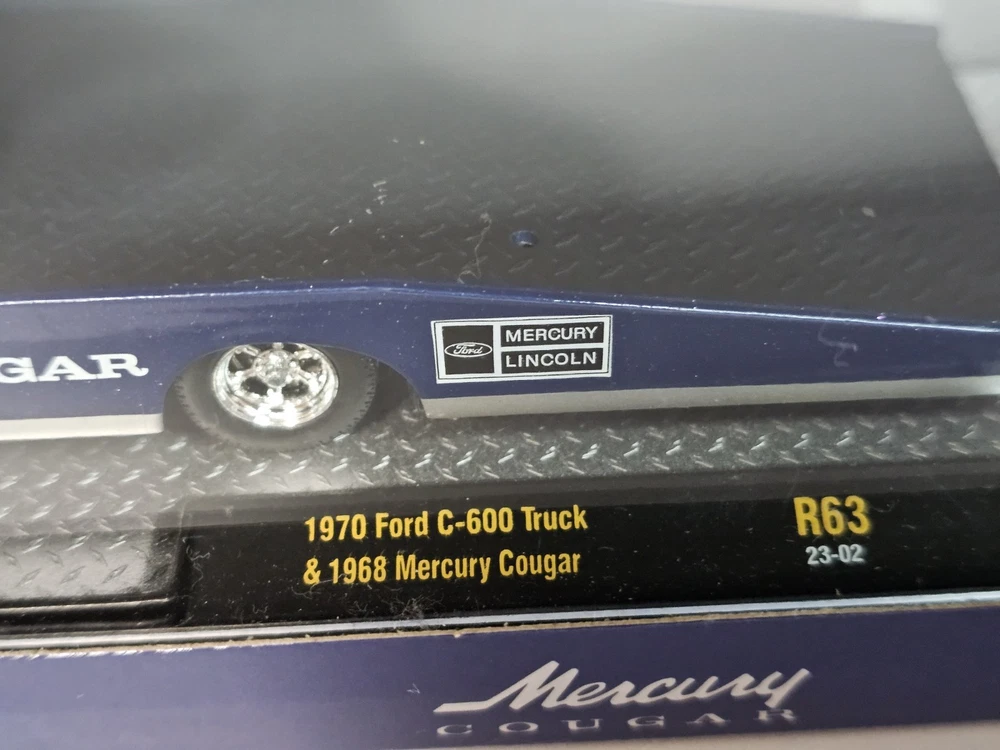 GAR
Ford
MERCURY
LINCOLN
1970 Ford C-600 Truck
& 1968 Mercury Cougar
R63
23-02
Mercury
COUGAR